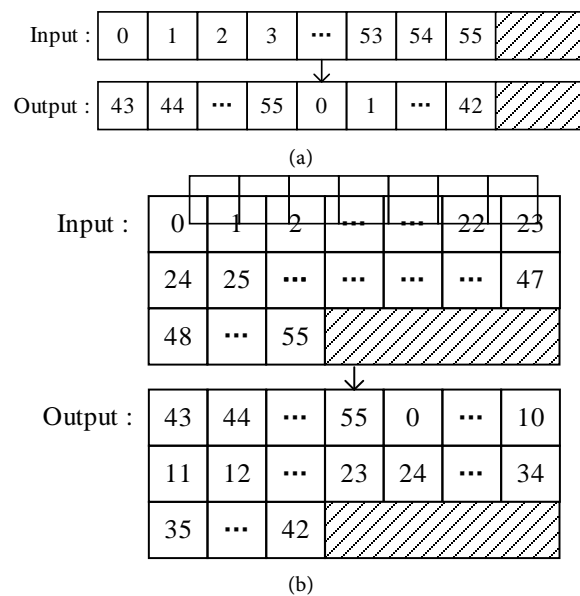 Input : 0 1 2 3 ··· 53 54 55
Output : 43 44 ··· 55 0 1 ··· 42
(a)
Input : 0 1 2 ··· ··· 22 23
24 25 ··· ··· ··· ··· 47
48 ··· 55
Output : 43 44 ··· 55 0 ··· 10
11 12 ··· 23 24 ··· 34
35 ··· 42
(b)